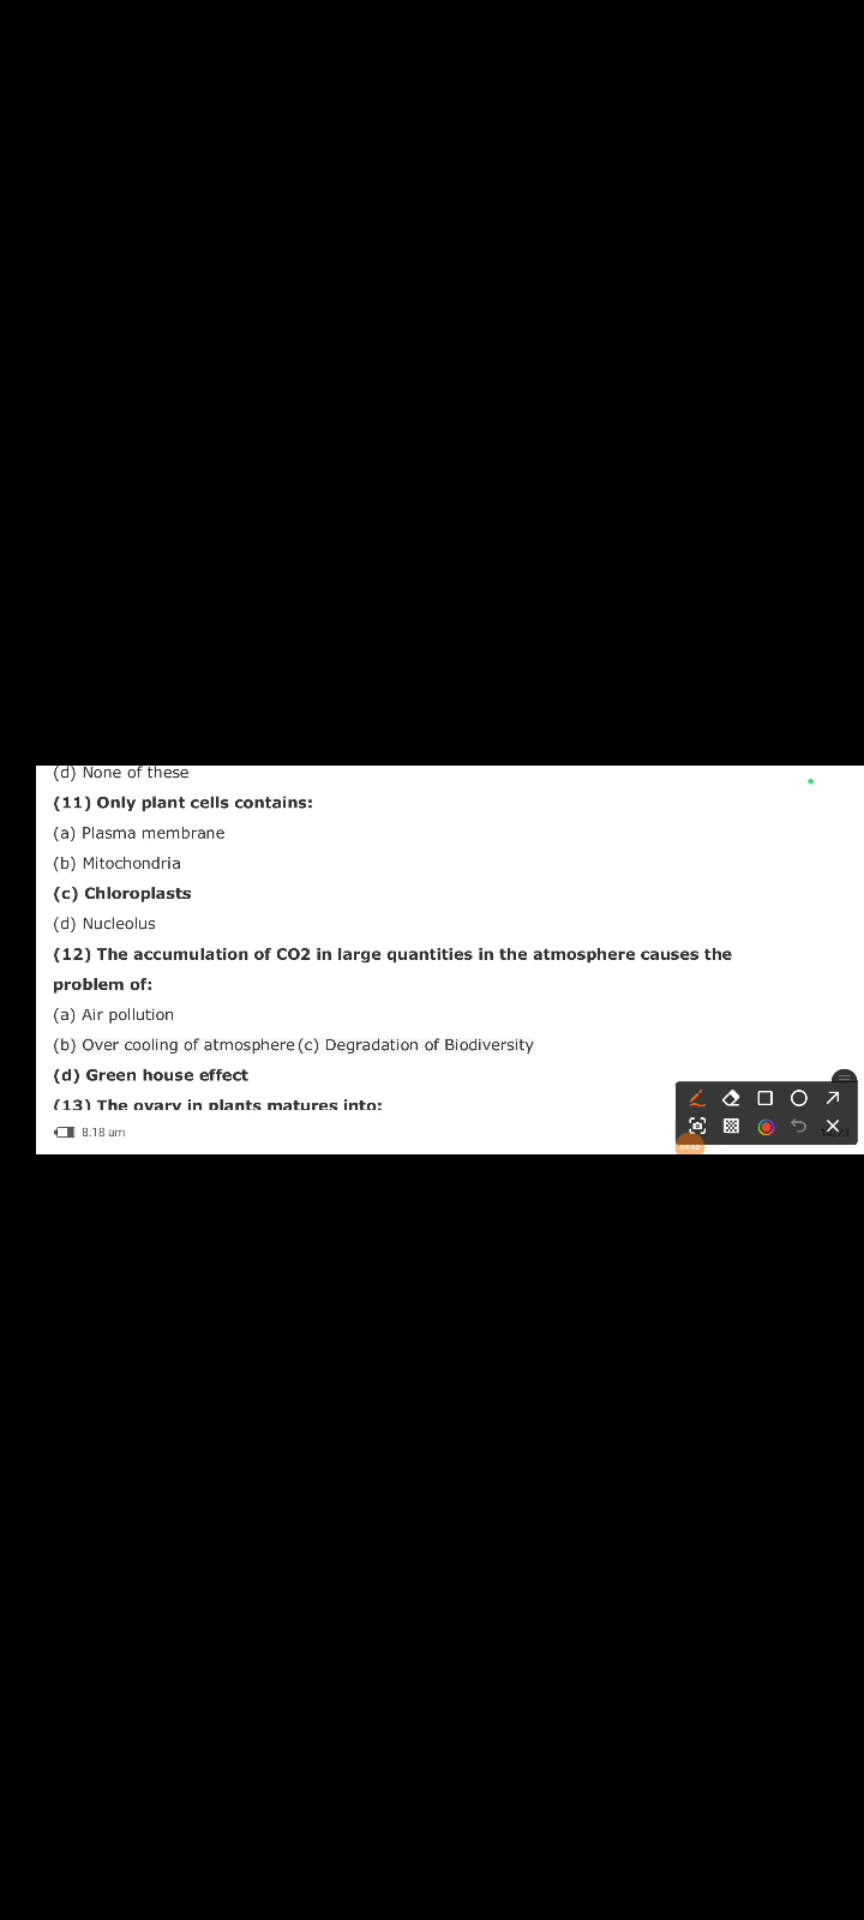 (d) None of these
(11) Only plant cells contains:
(a) Plasma membrane
(b) Mitochondria
(c) Chloroplasts
(d) Nucleolus
(12) The accumulation of CO2 in large quantities in the atmosphere causes the
problem of:
(a) Air pollution
(b) Over cooling of atmosphere (c) Degradation of Biodiversity
(d) Green house effect
(13) The ovary in plants matures into:
8:18 am